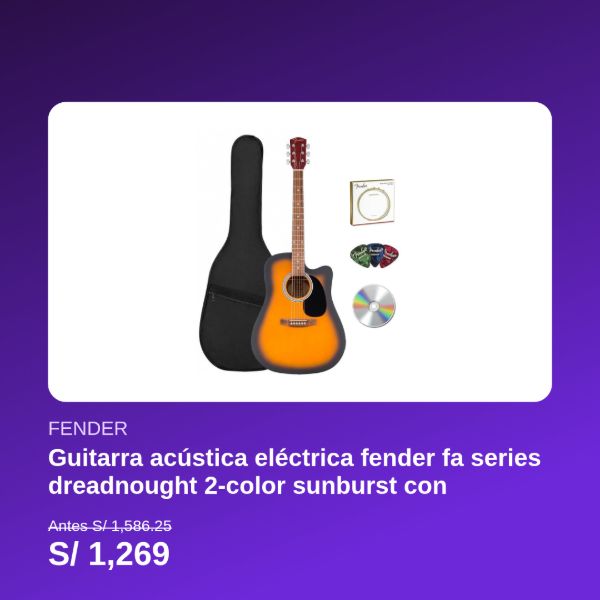 FENDER
Guitarra acústica eléctrica fender fa series
dreadnought 2-color sunburst con
Antes S/ 1,586.25
S/ 1,269